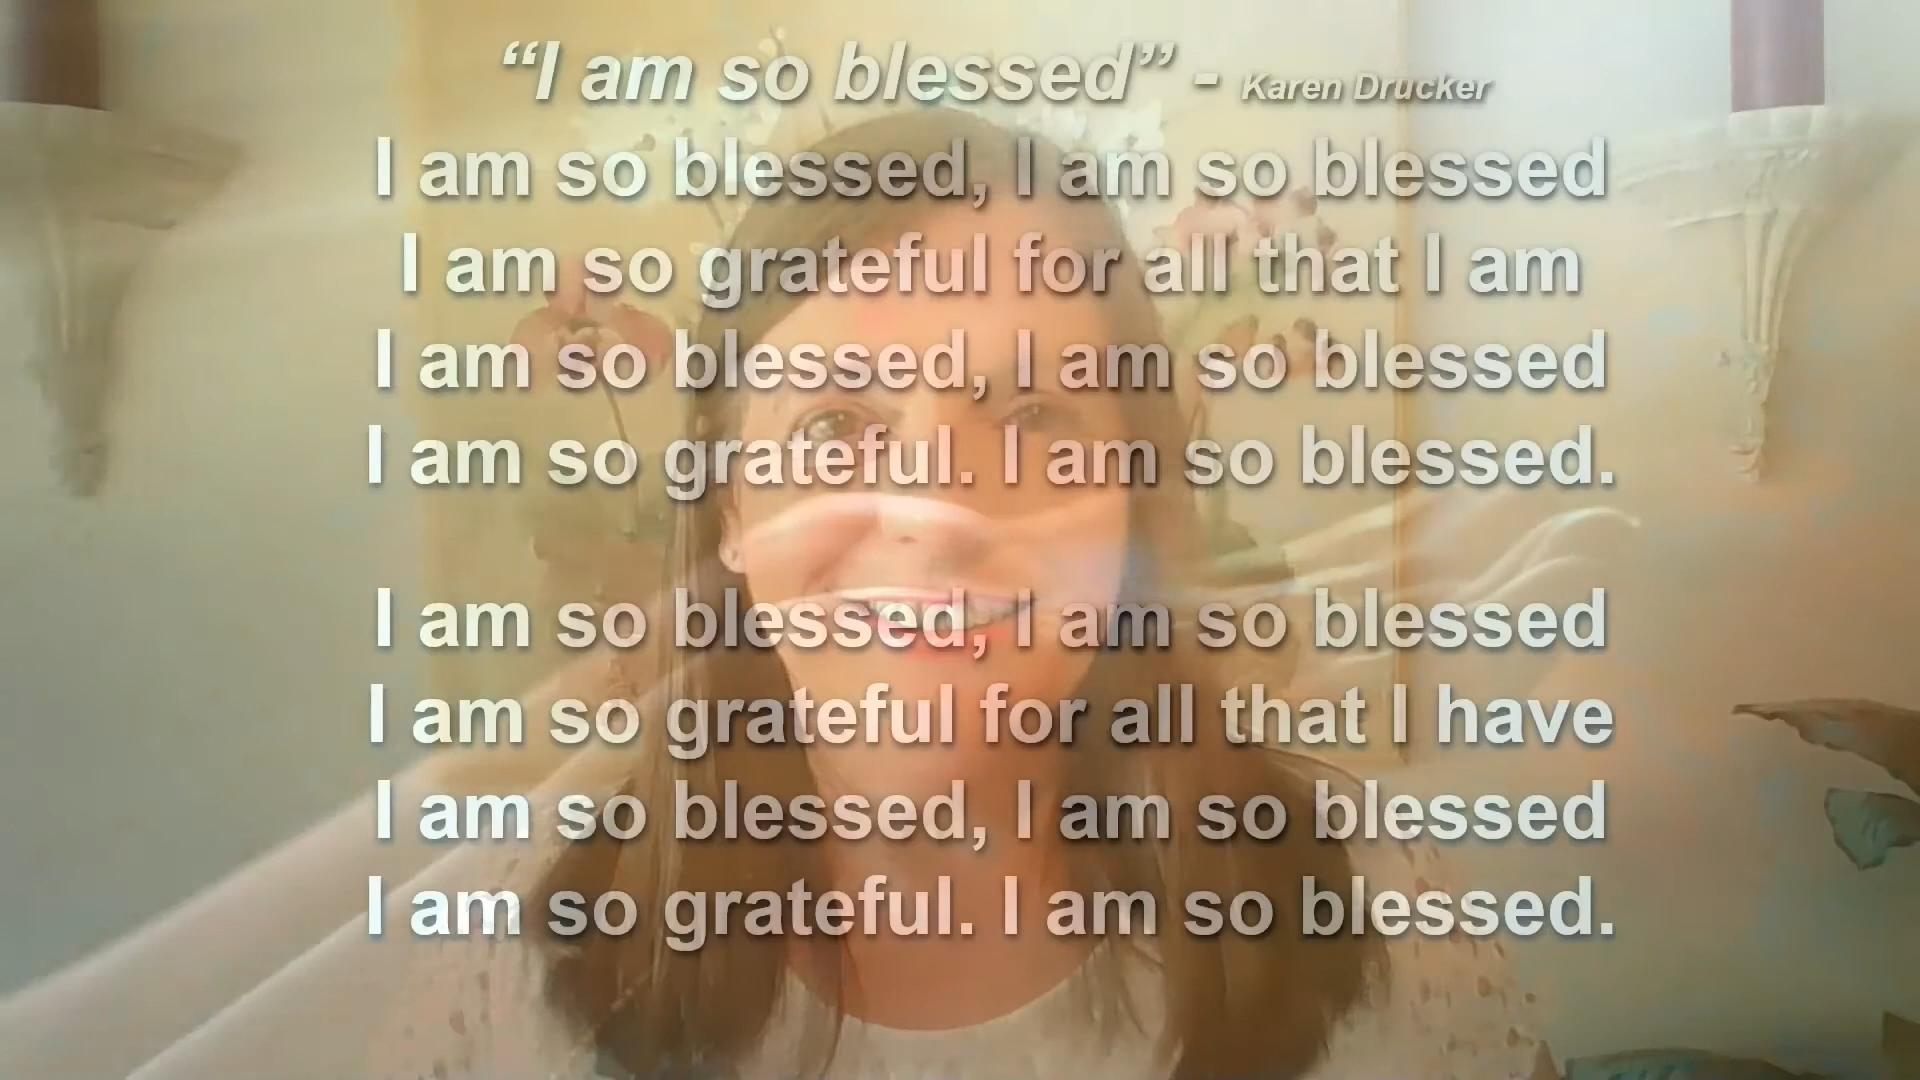 “I am so blessed” - Karen Drucker
I am so blessed, I am so blessed
I am so grateful for all that I am
I am so blessed, I am so blessed
I am so grateful. I am so blessed.
I am so blessed, I am so blessed
I am so grateful for all that I have
I am so blessed, I am so blessed
I am so grateful. I am so blessed.